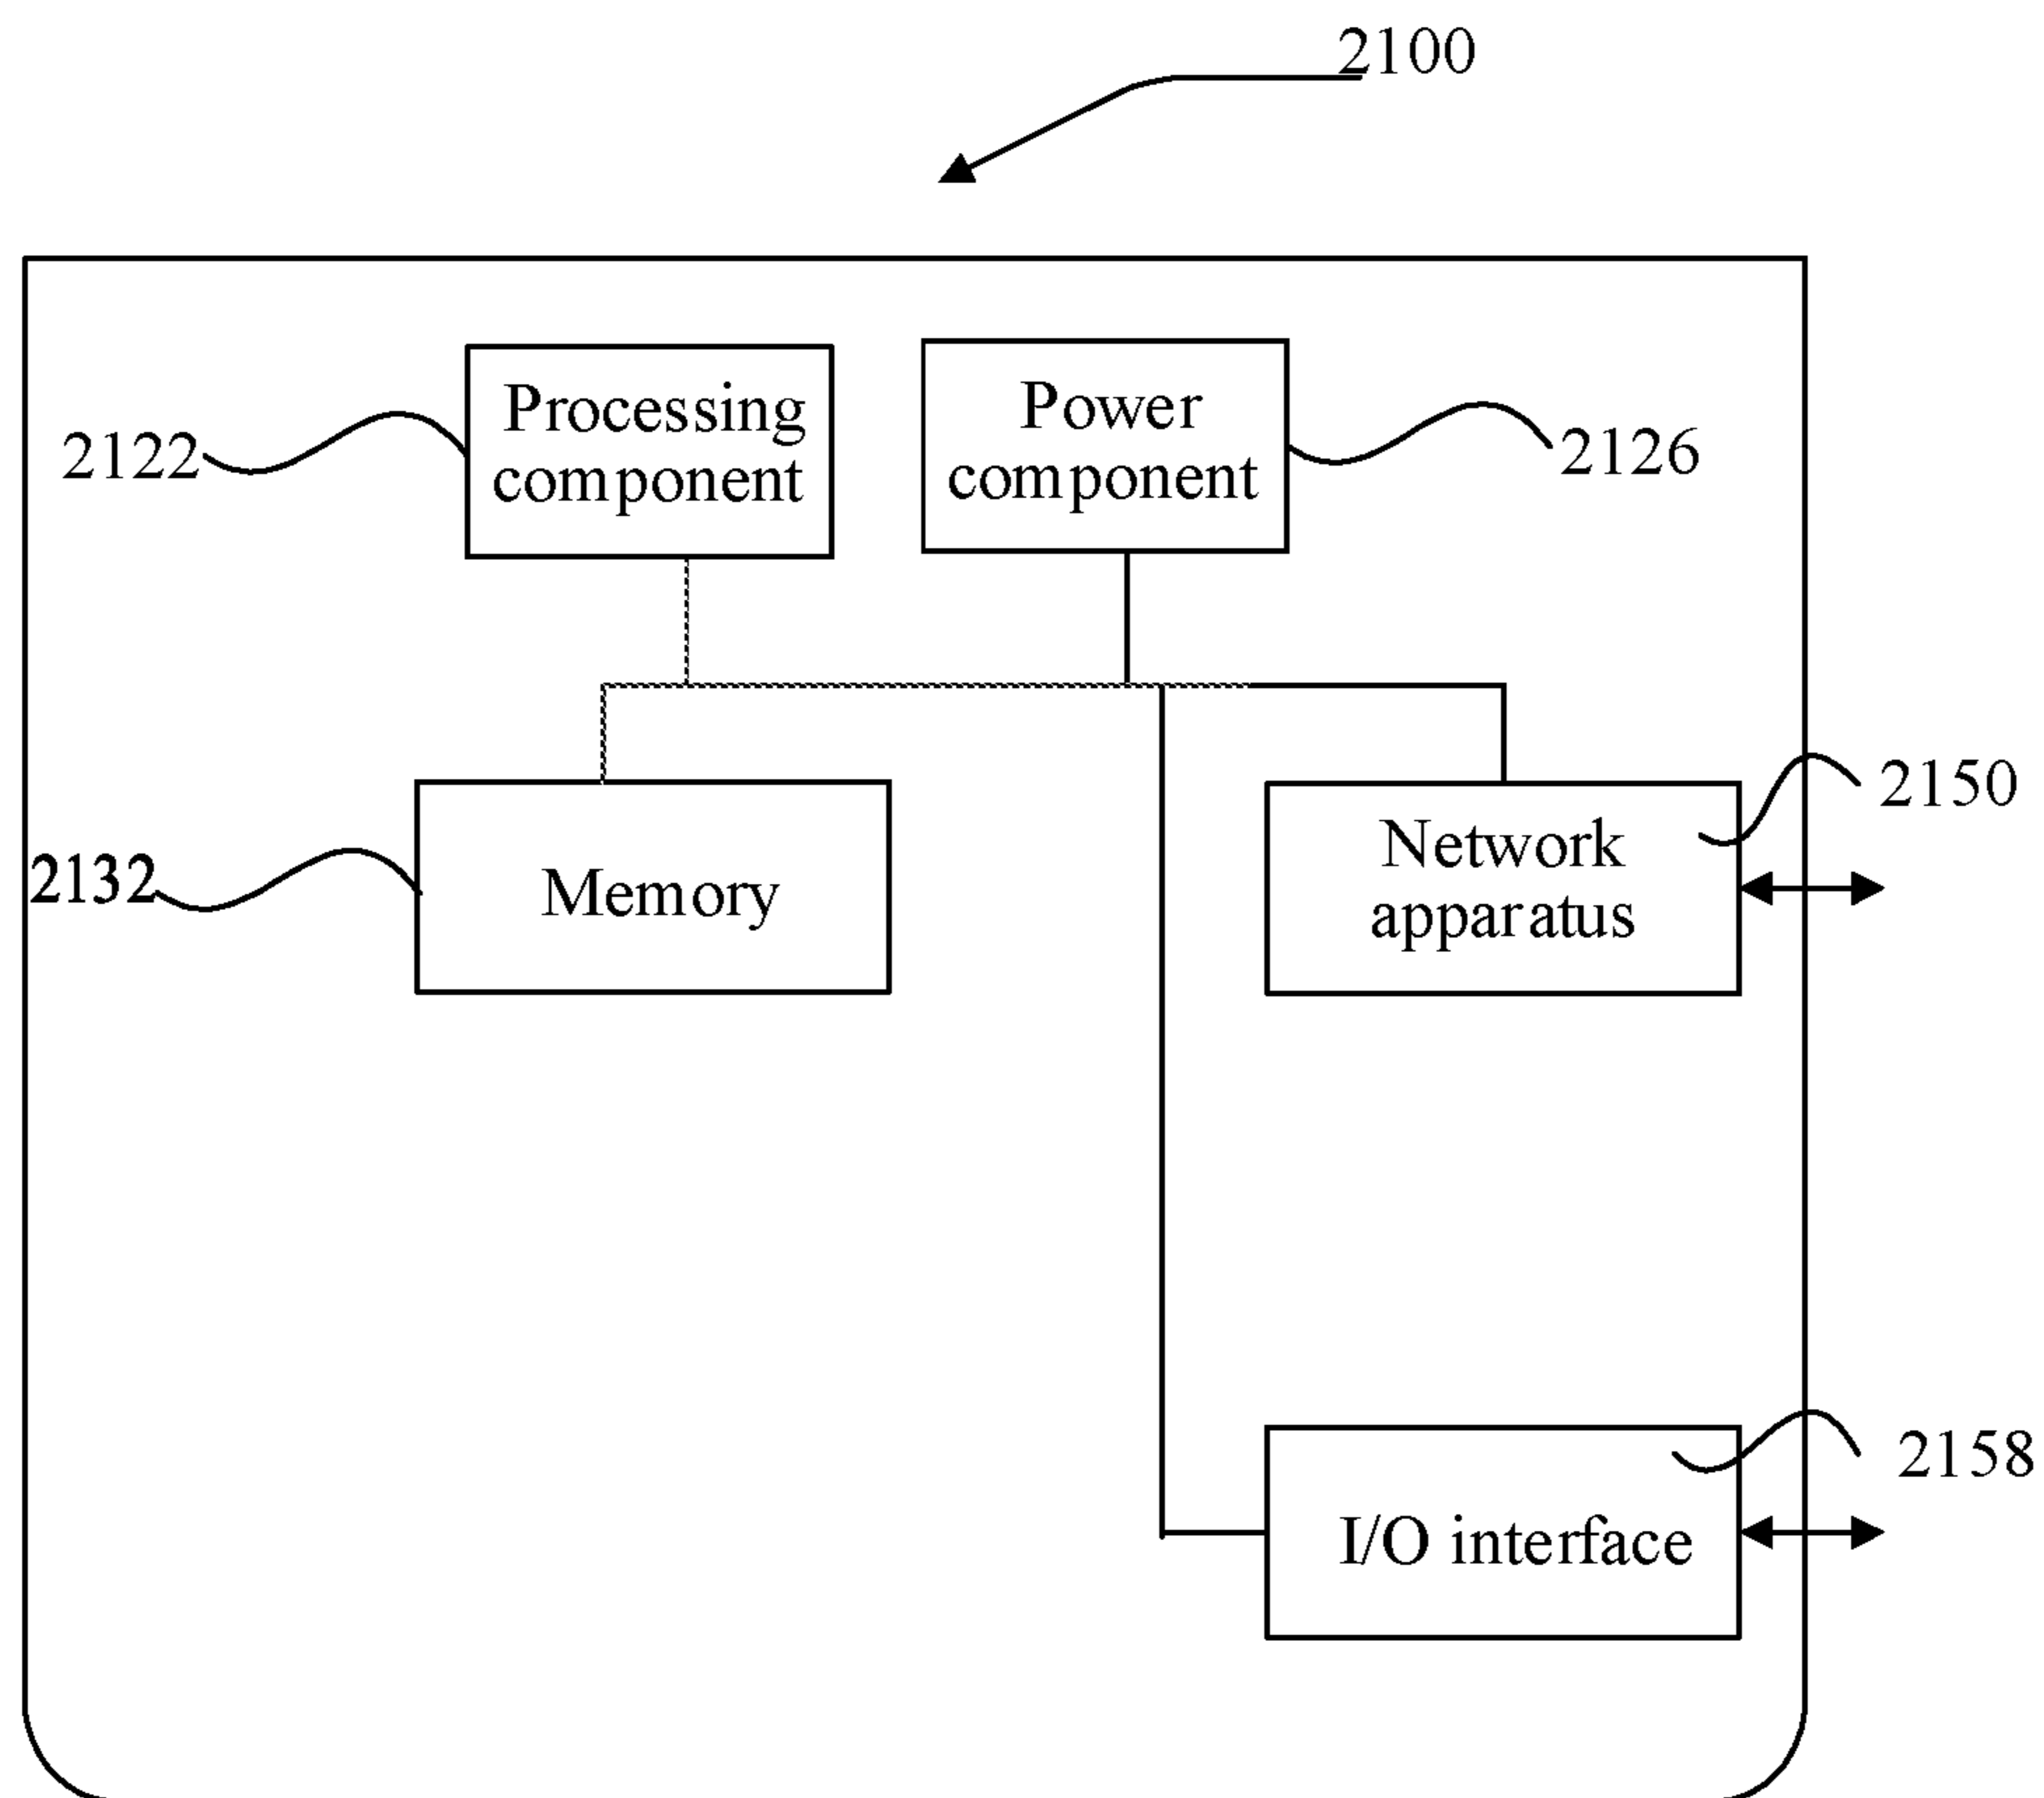 2100
Processing
component
Power
component
2122
2126
2150
Network
apparatus
2132
Memory
2158
I/O interface